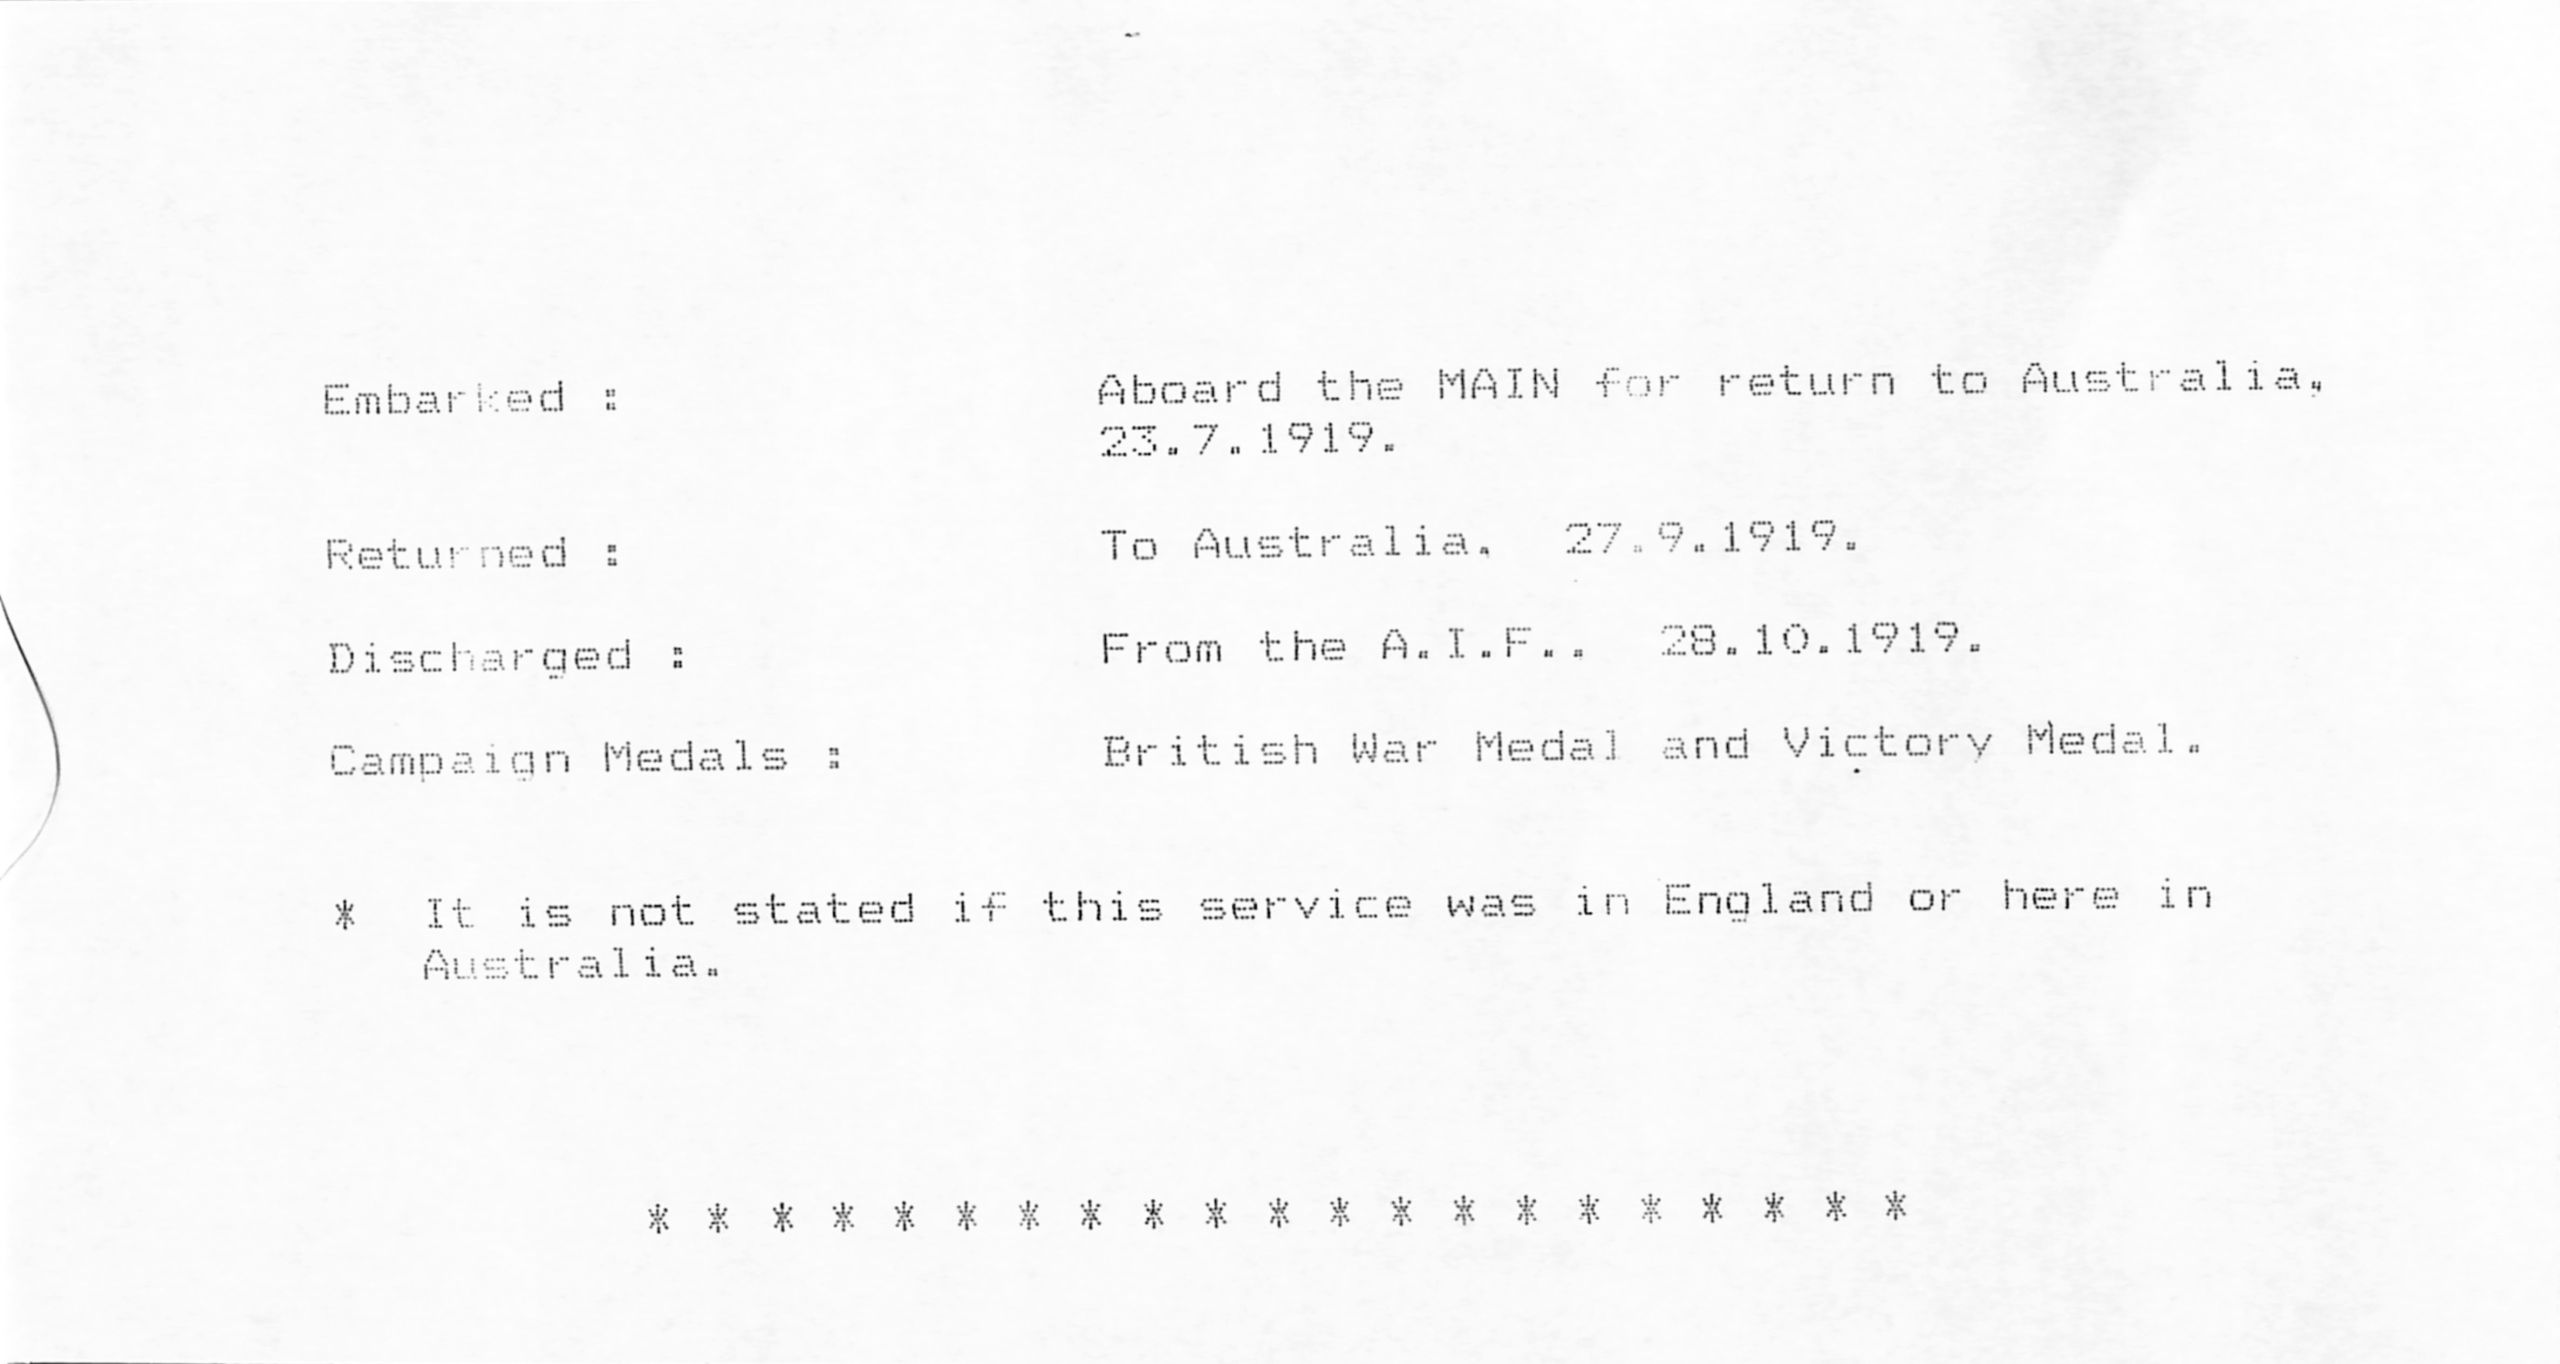 Embarked : Aboard the MAIN for return to Australia,
23.7.1919.
Returned : To Australia. 27.9.1919.
Discharged : From the A.I.F.. 28.10.1919.
Campaign Medals : British War Medal and Victory Medal.
* It is not stated if this service was in England or here in
Australia.
* * * * * * * * * * * * * * * * * * * * *